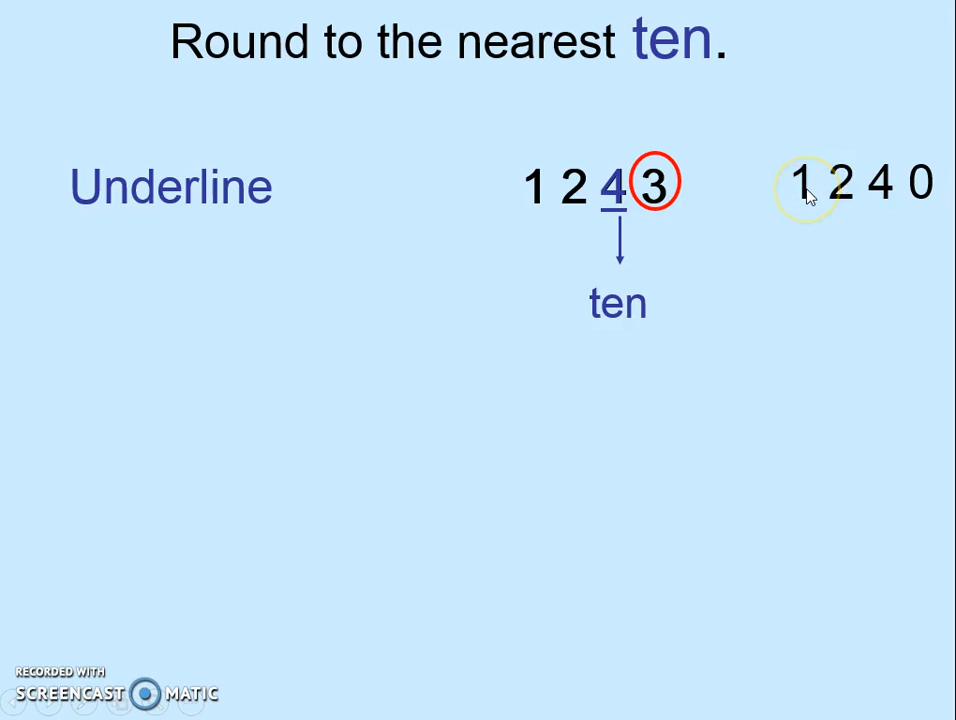 Round to the nearest ten.
Underline 1 2 4 3 1 2 4 0
ten
RECORDED WITH
SCREENCAST MATIC